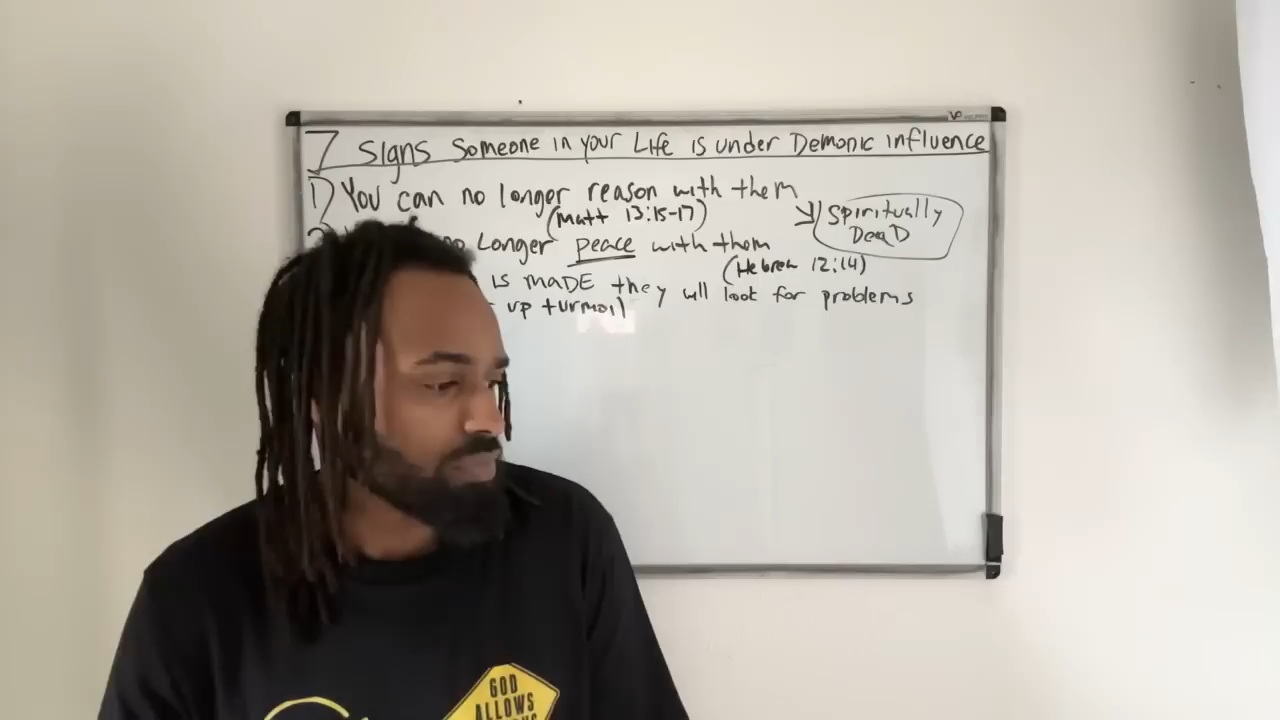 7 Signs Someone in your Life is under Demonic influence
1) You can no longer reason with them
(Matt 13:15-17)
Spiritually
DeaD
no Longer peace with them
(Hebrew 12:14)
is maDE they will look for problems
up turmoil
GOD
ALLOWS